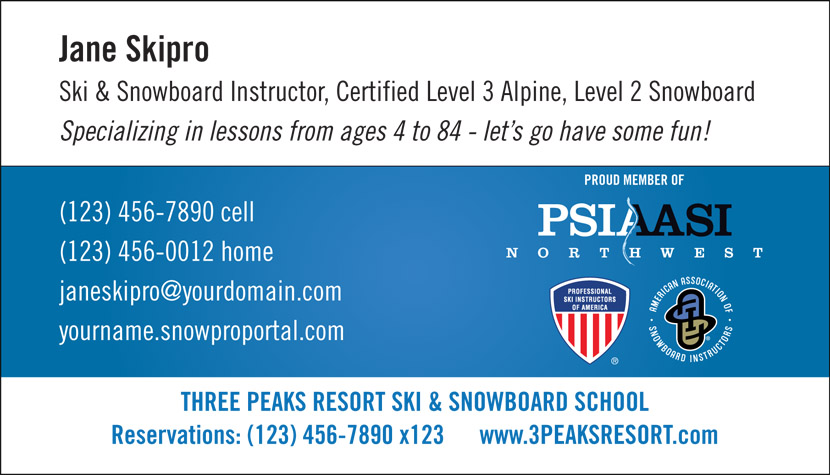 Jane Skipro
Ski & Snowboard Instructor, Certified Level 3 Alpine, Level 2 Snowboard
Specializing in lessons from ages 4 to 84 - let's go have some fun!
(123) 456-7890 cell
(123) 456-0012 home
janeskipro@yourdomain.com
yourname.snowproportal.com
PROUD MEMBER OF
PSIAAASI
NORTHWEST
PROFESSIONAL
SKI INSTRUCTORS
OF AMERICA
®
AMERICAN ASSOCIATION OF
SNOWBOARD INSTRUCTORS
®
THREE PEAKS RESORT SKI & SNOWBOARD SCHOOL
Reservations: (123) 456-7890 x123 www.3PEAKSRESORT.com